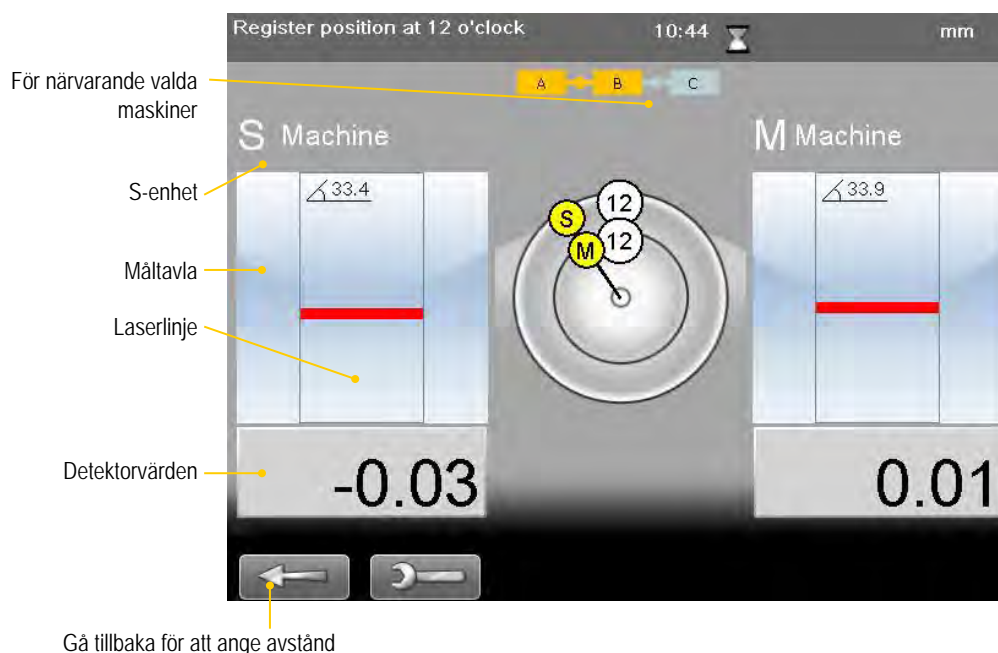 Register position at 12 o'clock 10:44 mm
För närvarande valda
maskiner
A B C
S Machine
M Machine
S-enhet
33.4
33.9
12
S
12
M
Måltavla
Laserlinje
Detektorvärden
-0.03
0.01
Gå tillbaka för att ange avstånd